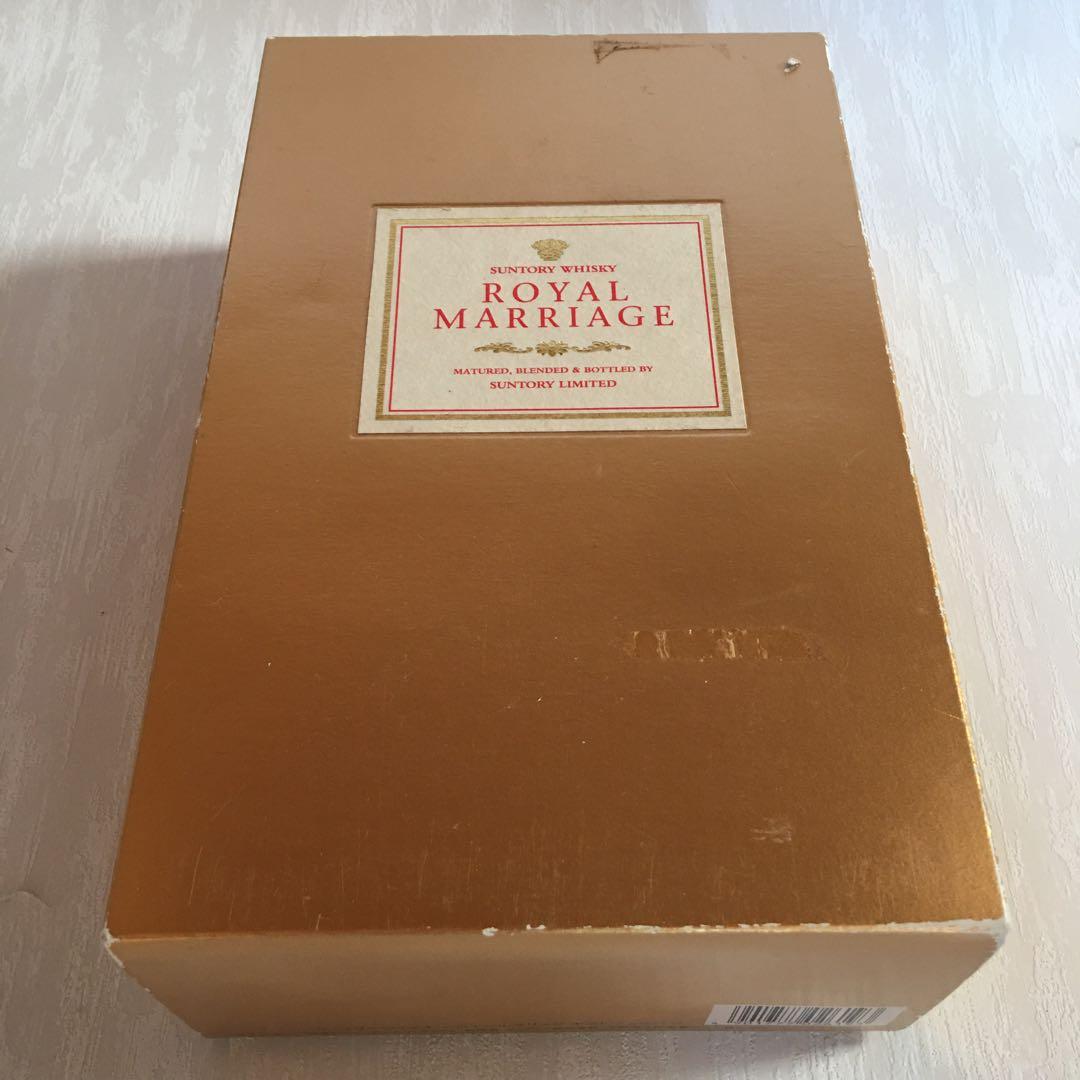 SUNTORY WHISKY
ROYAL
MARRIAGE
MATURED, BLENDED & BOTTLED BY
SUNTORY LIMITED